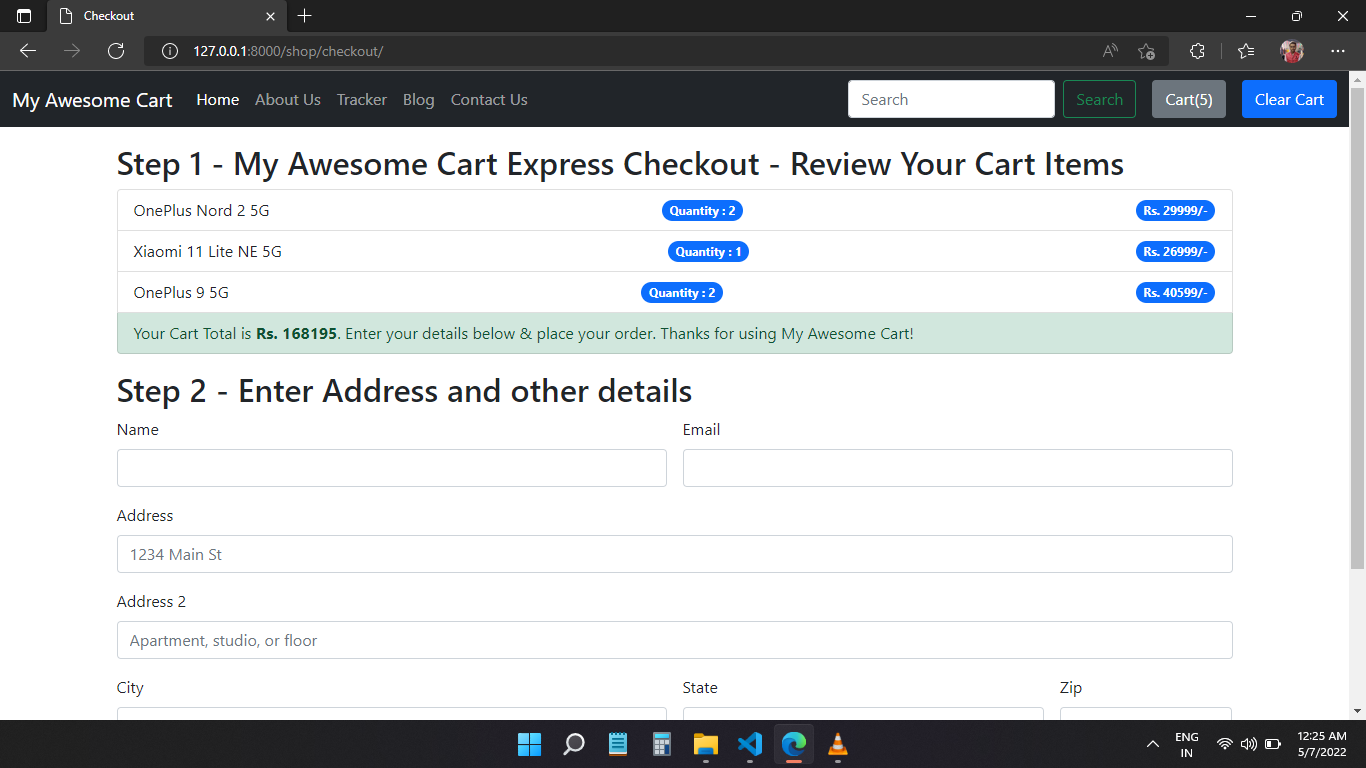 Checkout
127.0.0.1:8000/shop/checkout/
My Awesome Cart Home About Us Tracker Blog Contact Us Search Search Cart(5) Clear Cart
Step 1 - My Awesome Cart Express Checkout - Review Your Cart Items
OnePlus Nord 2 5G Quantity : 2 Rs. 29999/-
Xiaomi 11 Lite NE 5G Quantity : 1 Rs. 26999/-
OnePlus 9 5G Quantity : 2 Rs. 40599/-
Your Cart Total is Rs. 168195. Enter your details below & place your order. Thanks for using My Awesome Cart!
Step 2 - Enter Address and other details
Name Email
Address
1234 Main St
Address 2
Apartment, studio, or floor
City State Zip
ENG 12:25 AM
IN 5/7/2022